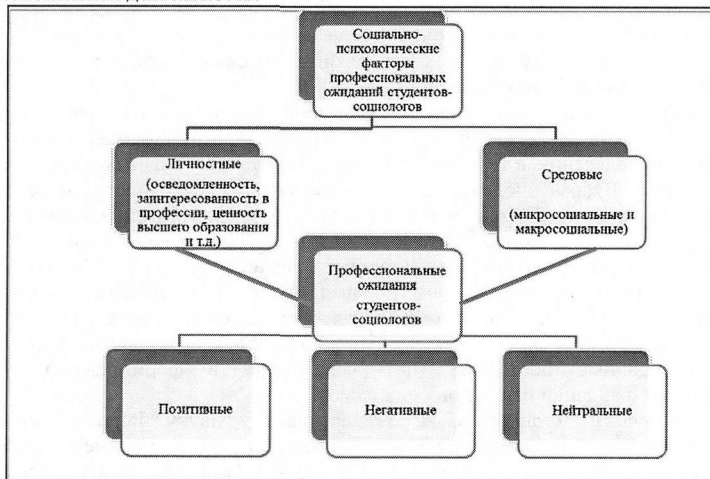 Социально-
психологические
факторы
профессиональных
ожиданий студентов-
социологов
Личностные
(осведомленность,
заинтересованность в
профессии, ценность
высшего образования
и т.д.)
Средовые
(микросоциальные и
макросоциальные)
Профессиональные
ожидания
студентов-
социологов
Позитивные
Негативные
Нейтральные